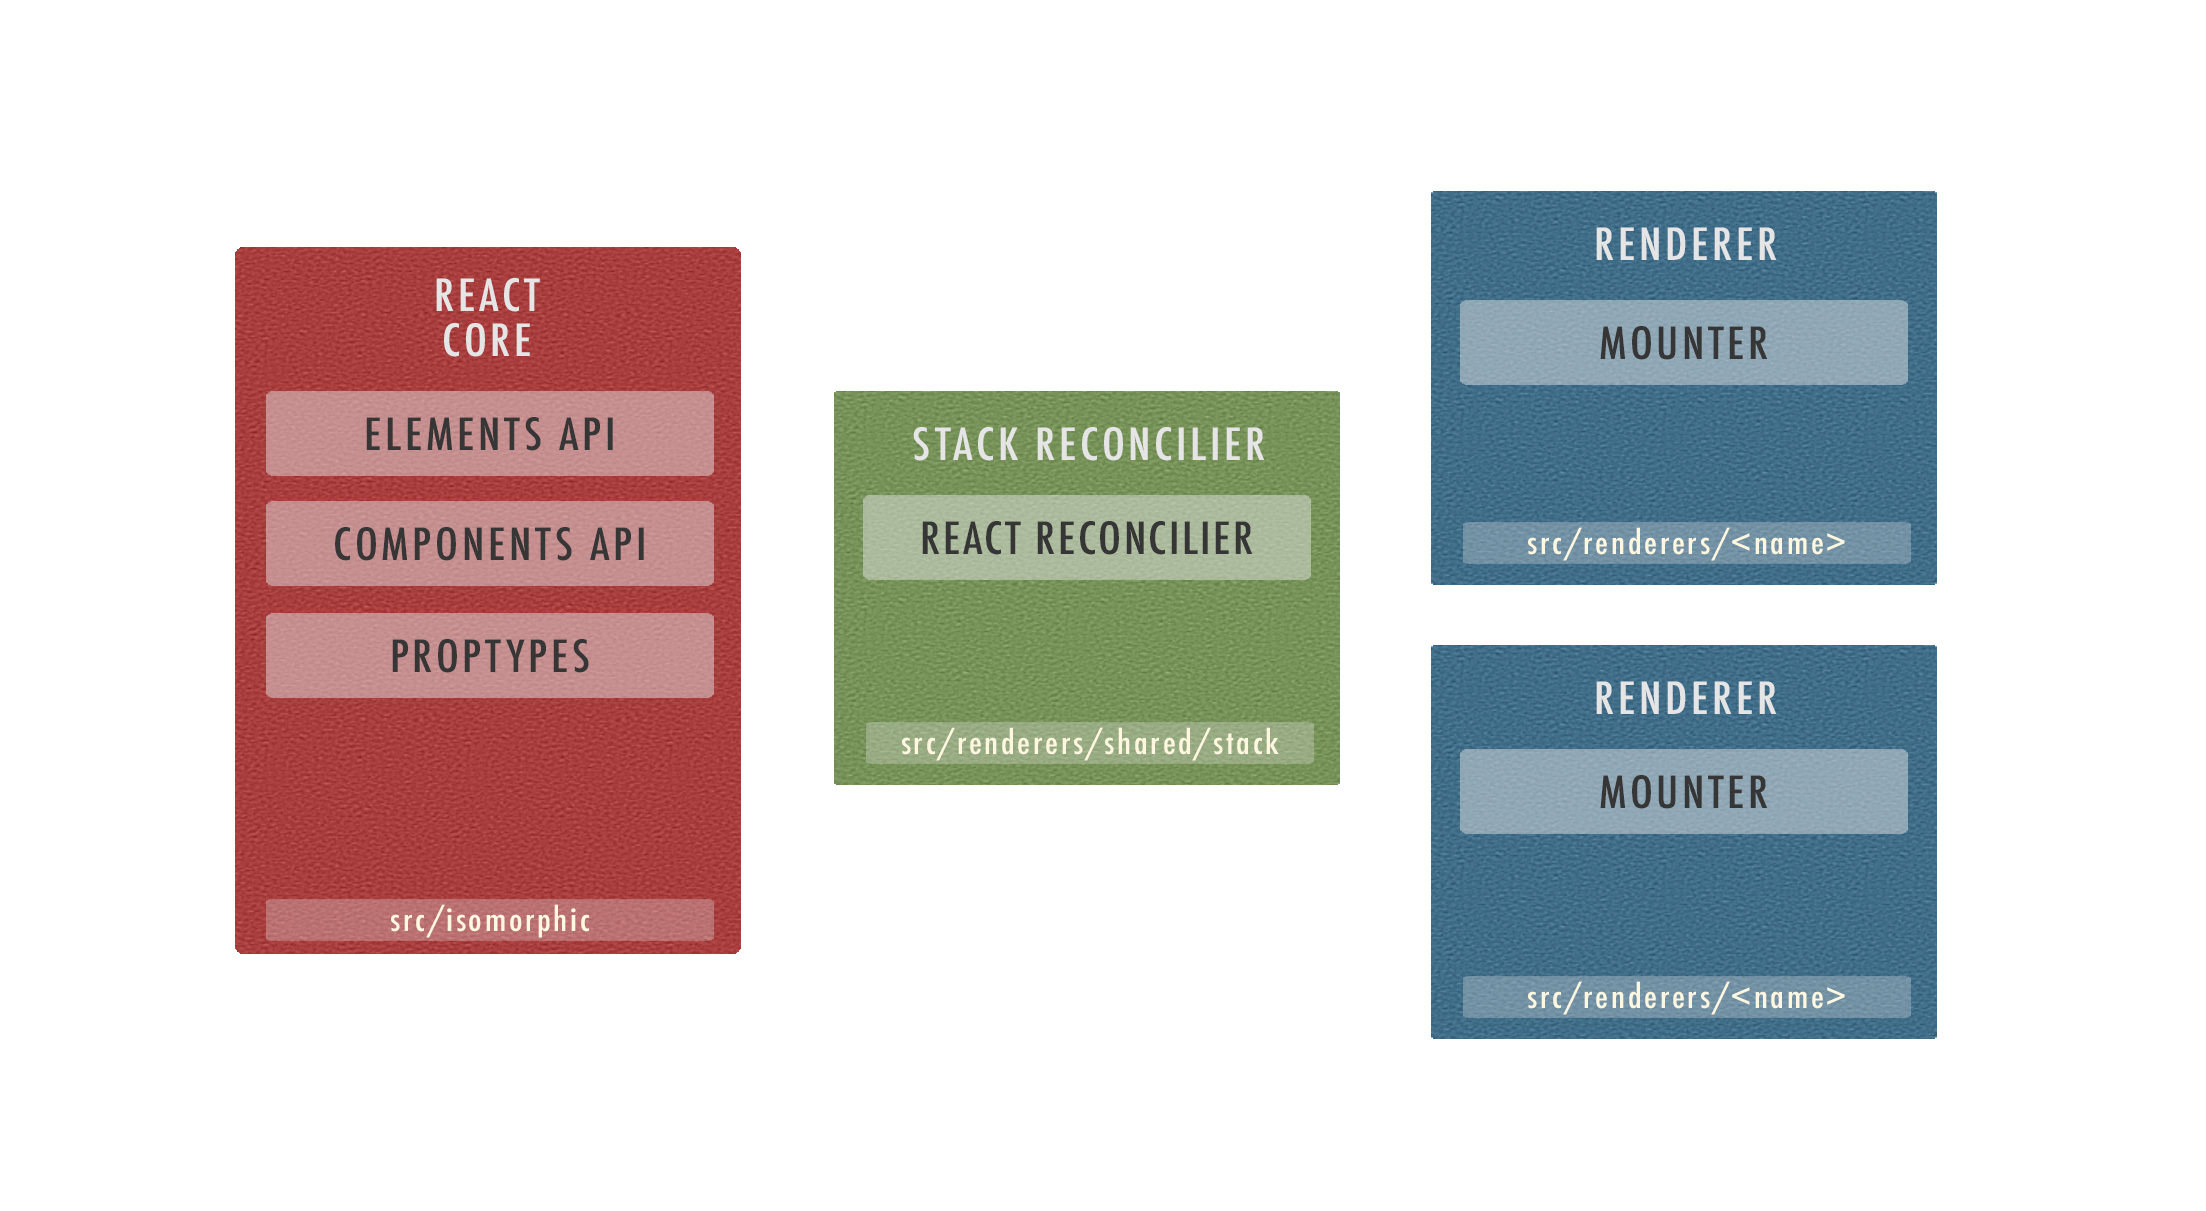 REACT
CORE
ELEMENTS API
COMPONENTS API
PROPTYPES
src/isomorphic
STACK RECONCILIER
REACT RECONCILIER
src/renderers/shared/stack
RENDERER
MOUNTER
src/renderers/<name>
RENDERER
MOUNTER
src/renderers/<name>